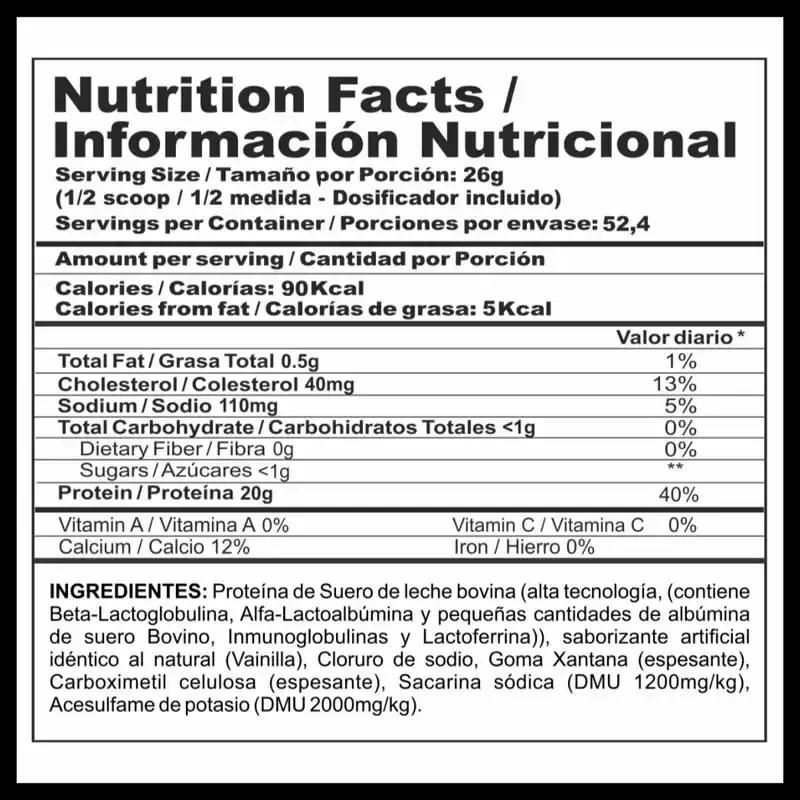 Nutrition Facts /
Información Nutricional
Serving Size / Tamaño por Porción: 26g
(1/2 scoop / 1/2 medida - Dosificador incluido)
Servings per Container / Porciones por envase: 52,4
Amount per serving / Cantidad por Porción
Calories / Calorías: 90Kcal
Calories from fat / Calorías de grasa: 5Kcal
Valor diario *
Total Fat / Grasa Total 0.5g 1%
Cholesterol / Colesterol 40mg 13%
Sodium / Sodio 110mg 5%
Total Carbohydrate / Carbohidratos Totales <1g 0%
Dietary Fiber / Fibra 0g 0%
Sugars / Azúcares <1g **
Protein / Proteína 20g 40%
Vitamin A / Vitamina A 0% Vitamin C / Vitamina C 0%
Calcium / Calcio 12% Iron / Hierro 0%
INGREDIENTES: Proteína de Suero de leche bovina (alta tecnología, (contiene
Beta-Lactoglobulina, Alfa-Lactoalbúmina y pequeñas cantidades de albúmina
de suero Bovino, Inmunoglobulinas y Lactoferrina)), saborizante artificial
idéntico al natural (Vainilla), Cloruro de sodio, Goma Xantana (espesante),
Carboximetil celulosa (espesante), Sacarina sódica (DMU 1200mg/kg),
Acesulfame de potasio (DMU 2000mg/kg).